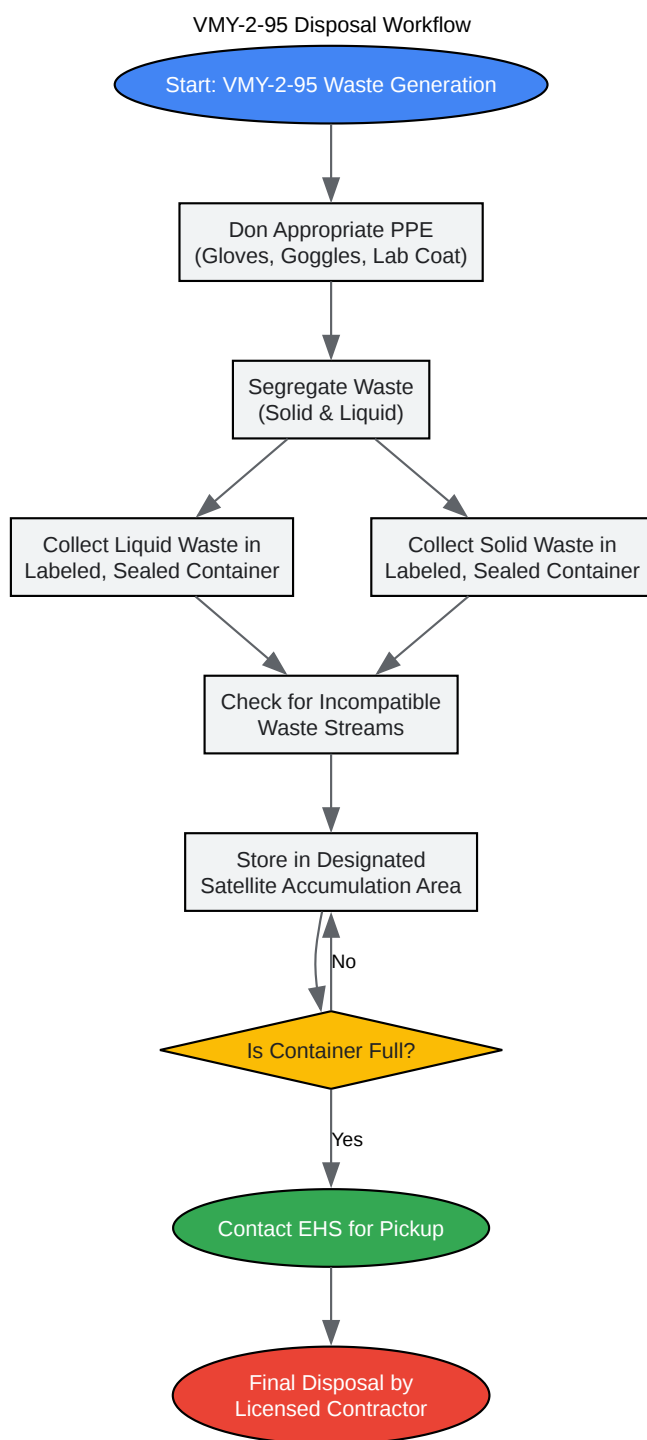 VMY-2-95 Disposal Workflow
Start: VMY-2-95 Waste Generation
Don Appropriate PPE
(Gloves, Goggles, Lab Coat)
Segregate Waste
(Solid & Liquid)
Collect Liquid Waste in
Labeled, Sealed Container
Collect Solid Waste in
Labeled, Sealed Container
Check for Incompatible
Waste Streams
Store in Designated
Satellite Accumulation Area
No
Is Container Full?
Yes
Contact EHS for Pickup
Final Disposal by
Licensed Contractor